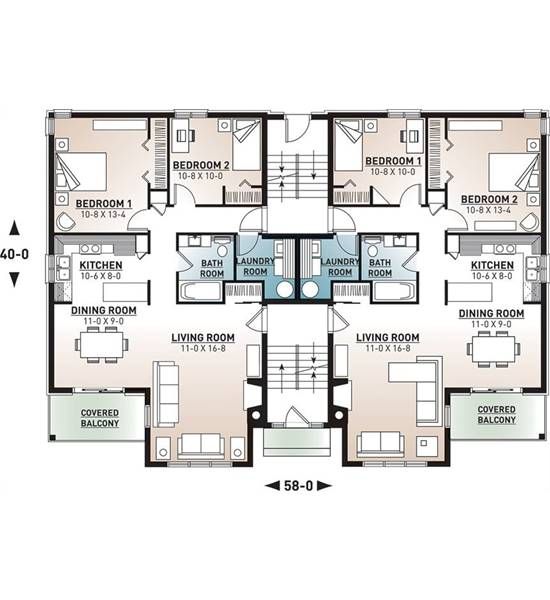 BEDROOM 2
10-8 X 10-0
BEDROOM 1
10-8 X 10-0
BEDROOM 1
10-8 X 13-4
BEDROOM 2
10-8 X 13-4
40-0
KITCHEN
10-6 X 8-0
BATH
ROOM
LAUNDRY
ROOM
LAUNDRY
ROOM
BATH
ROOM
KITCHEN
10-6 X 8-0
DINING ROOM
11-0 X 9-0
DINING ROOM
11-0 X 9-0
LIVING ROOM
11-0 X 16-8
LIVING ROOM
11-0 X 16-8
COVERED
BALCONY
COVERED
BALCONY
58-0